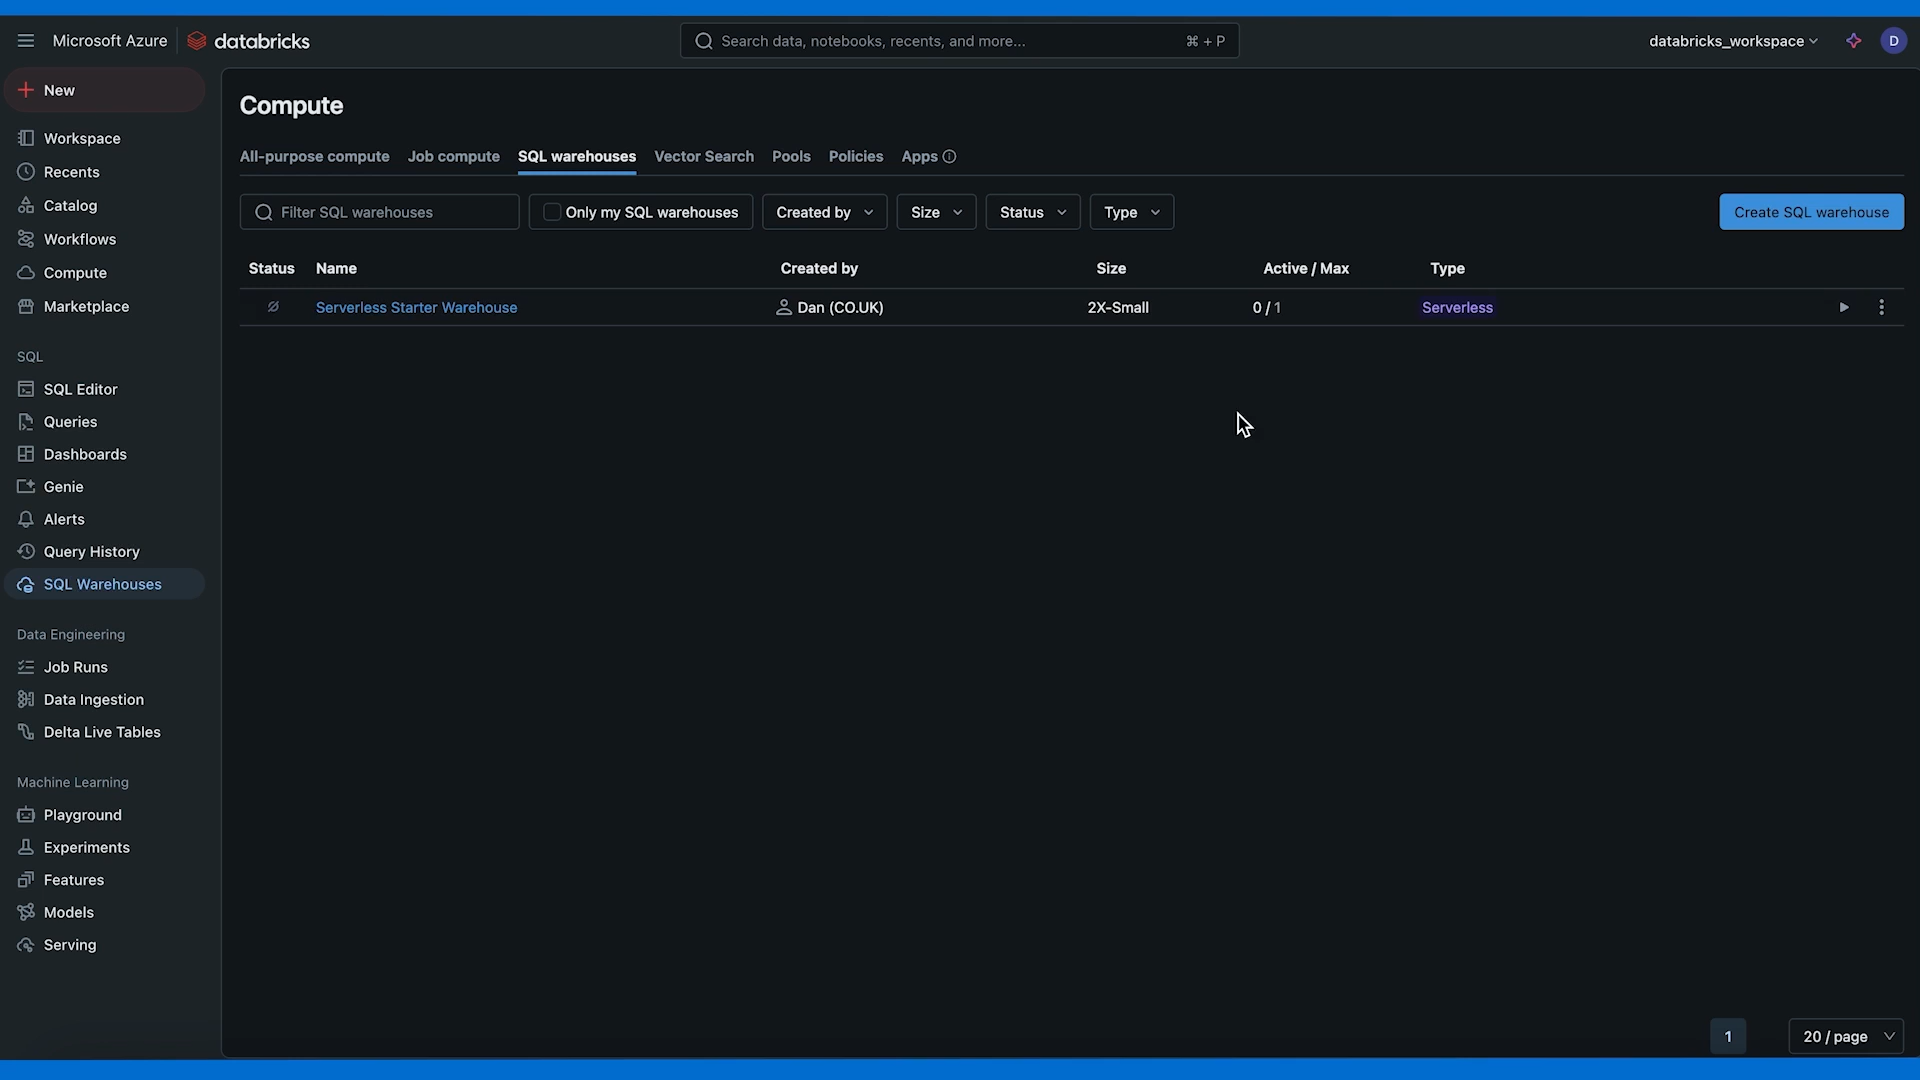 Microsoft Azure databricks Search data, notebooks, recents, and more... ⌘ + P databricks_workspace D
New
Workspace
Recents
Catalog
Workflows
Compute
Marketplace
SQL
SQL Editor
Queries
Dashboards
Genie
Alerts
Query History
SQL Warehouses
Data Engineering
Job Runs
Data Ingestion
Delta Live Tables
Machine Learning
Playground
Experiments
Features
Models
Serving
Compute
All-purpose compute Job compute SQL warehouses Vector Search Pools Policies Apps
Filter SQL warehouses Only my SQL warehouses Created by Size Status Type Create SQL warehouse
Status Name Created by Size Active / Max Type
Serverless Starter Warehouse Dan (CO.UK) 2X-Small 0 / 1 Serverless
1 20 / page